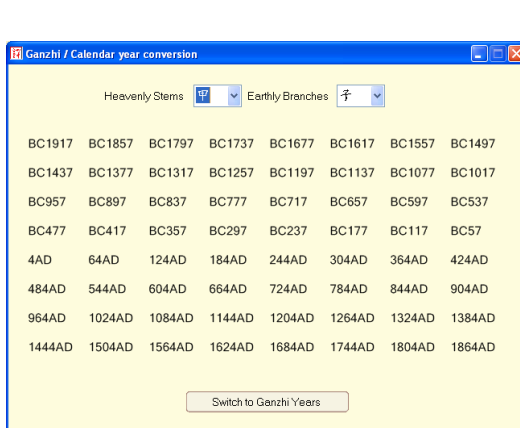 Ganzhi / Calendar year conversion
Heavenly Stems 甲 Earthly Branches 子
BC1917 BC1857 BC1797 BC1737 BC1677 BC1617 BC1557 BC1497
BC1437 BC1377 BC1317 BC1257 BC1197 BC1137 BC1077 BC1017
BC957 BC897 BC837 BC777 BC717 BC657 BC597 BC537
BC477 BC417 BC357 BC297 BC237 BC177 BC117 BC57
4AD 64AD 124AD 184AD 244AD 304AD 364AD 424AD
484AD 544AD 604AD 664AD 724AD 784AD 844AD 904AD
964AD 1024AD 1084AD 1144AD 1204AD 1264AD 1324AD 1384AD
1444AD 1504AD 1564AD 1624AD 1684AD 1744AD 1804AD 1864AD
Switch to Ganzhi Years